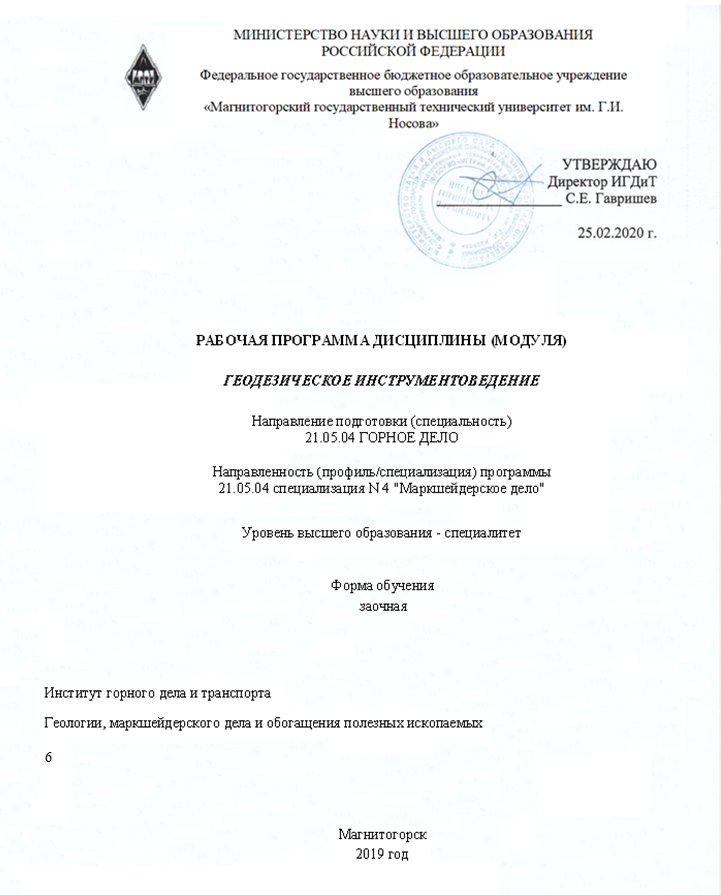 МИНИСТЕРСТВО НАУКИ И ВЫСШЕГО ОБРАЗОВАНИЯ
РОССИЙСКОЙ ФЕДЕРАЦИИ
Федеральное государственное бюджетное образовательное учреждение
высшего образования
«Магнитогорский государственный технический университет им. Г.И.
Носова»
УТВЕРЖДАЮ
Директор ИГДиТ
С.Е. Гавришев
25.02.2020 г.
РАБОЧАЯ ПРОГРАММА ДИСЦИПЛИНЫ (МОДУЛЯ)
ГЕОДЕЗИЧЕСКОЕ ИНСТРУМЕНТОВЕДЕНИЕ
Направление подготовки (специальность)
21.05.04 ГОРНОЕ ДЕЛО
Направленность (профиль/специализация) программы
21.05.04 специализация N 4 "Маркшейдерское дело"
Уровень высшего образования - специалитет
Форма обучения
заочная
Институт горного дела и транспорта
Геологии, маркшейдерского дела и обогащения полезных ископаемых
6
Магнитогорск
2019 год